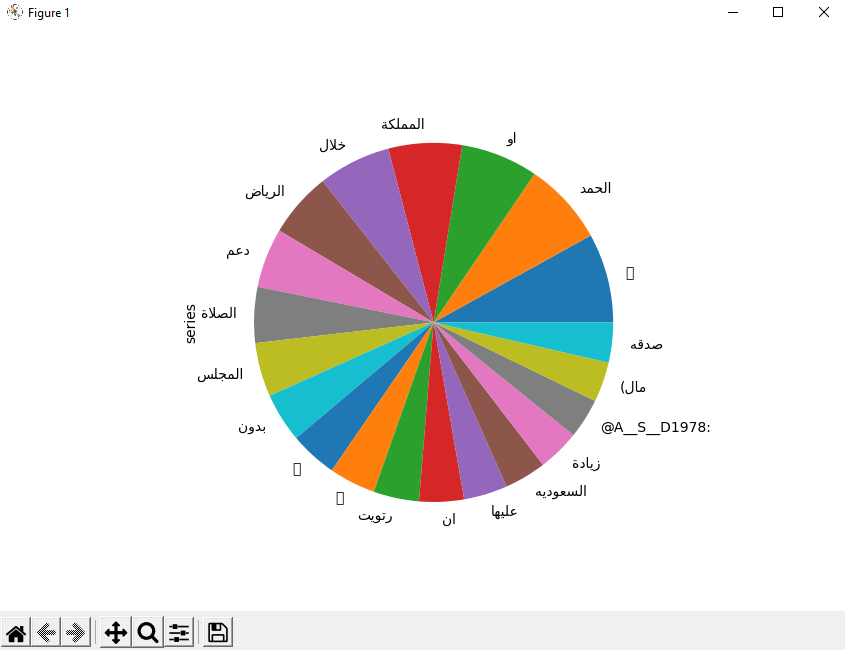 Figure 1
المملكة
او
خلال
الحمد
الرياض
دعم
الصلاة
series
صدقه
المجلس
مال)
بدون
@A__S__D1978:
زيادة
السعوديه
عليها
رتويت
ان